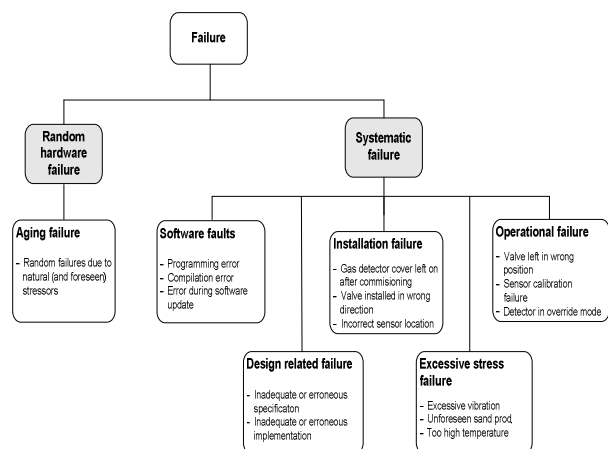 Failure
Random
hardware
failure
Systematic
failure
Aging failure
- Random failures due to
natural (and foreseen)
stressors
Software faults
- Programming error
- Compilation error
- Error during software
update
Installation failure
- Gas detector cover left on
after commisioning
- Valve installed in wrong
direction
- Incorrect sensor location
Operational failure
- Valve left in wrong
position
- Sensor calibration
failure
- Detector in override mode
Design related failure
- Inadequate or erroneous
specificaton
- Inadequate or erroneous
implementation
Excessive stress
failure
- Excessive vibration
- Unforeseen sand prod.
- Too high temperature